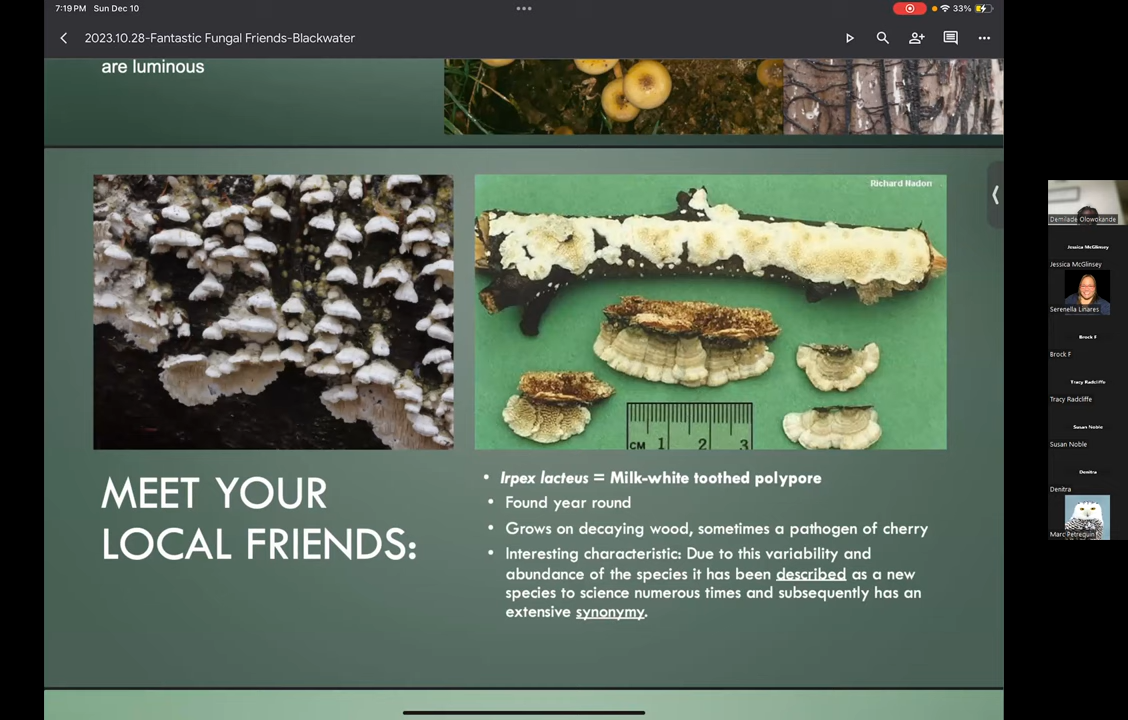 7:19 PM Sun Dec 10
33%
2023.10.28-Fantastic Fungal Friends-Blackwater
are luminous
Richard Nadon
CM 1 2 3
MEET YOUR
LOCAL FRIENDS:
• Irpex lacteus = Milk-white toothed polypore
• Found year round
• Grows on decaying wood, sometimes a pathogen of cherry
• Interesting characteristic: Due to this variability and
abundance of the species it has been described as a new
species to science numerous times and subsequently has an
extensive synonymy.
Demilade Olowokande
Jessica McGlinsey
Jessica McGlinsey
Serenella Linares
Brock F
Brock F
Tracy Radcliffe
Tracy Radcliffe
Susan Noble
Susan Noble
Denitra
Denitra
Marc Petrequin